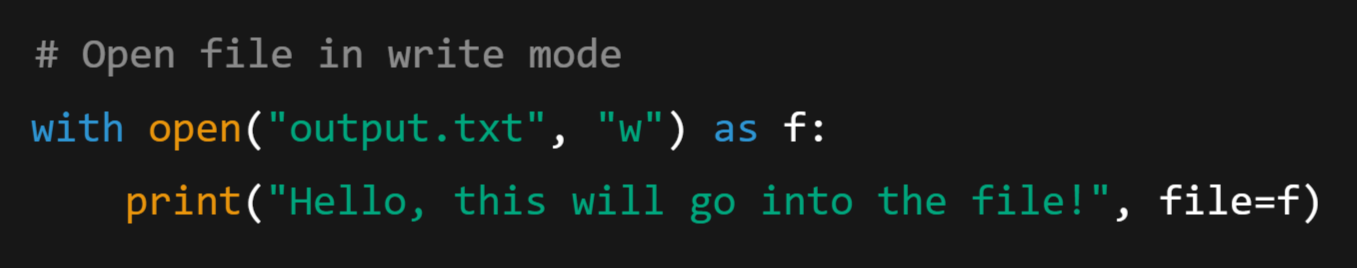 # Open file in write mode
with open("output.txt", "w") as f:
    print("Hello, this will go into the file!", file=f)